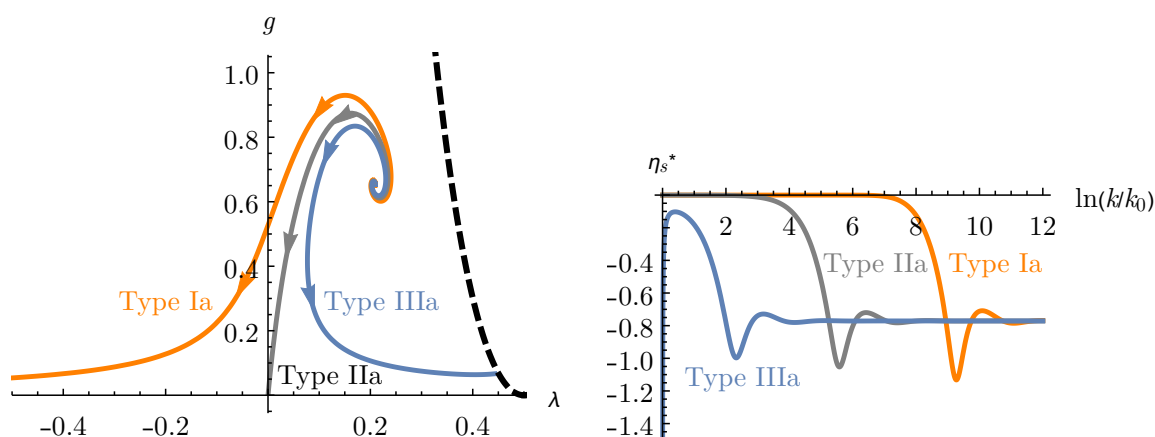 g
1.0
0.8
0.6
0.4
0.2
Type Ia
Type IIIa
Type IIa
λ
-0.4 -0.2 0.2 0.4
ηs*
ln(k/k0)
2 4 6 8 10 12
-0.4
-0.6
-0.8
-1.0
-1.2
-1.4
Type IIa
Type Ia
Type IIIa